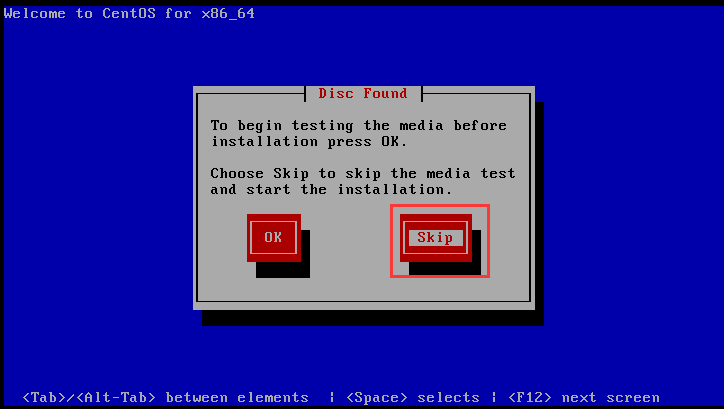 Welcome to CentOS for x86_64
Disc Found
To begin testing the media before
installation press OK.
Choose Skip to skip the media test
and start the installation.
OK Skip
<Tab>/<Alt-Tab> between elements | <Space> selects | <F12> next screen